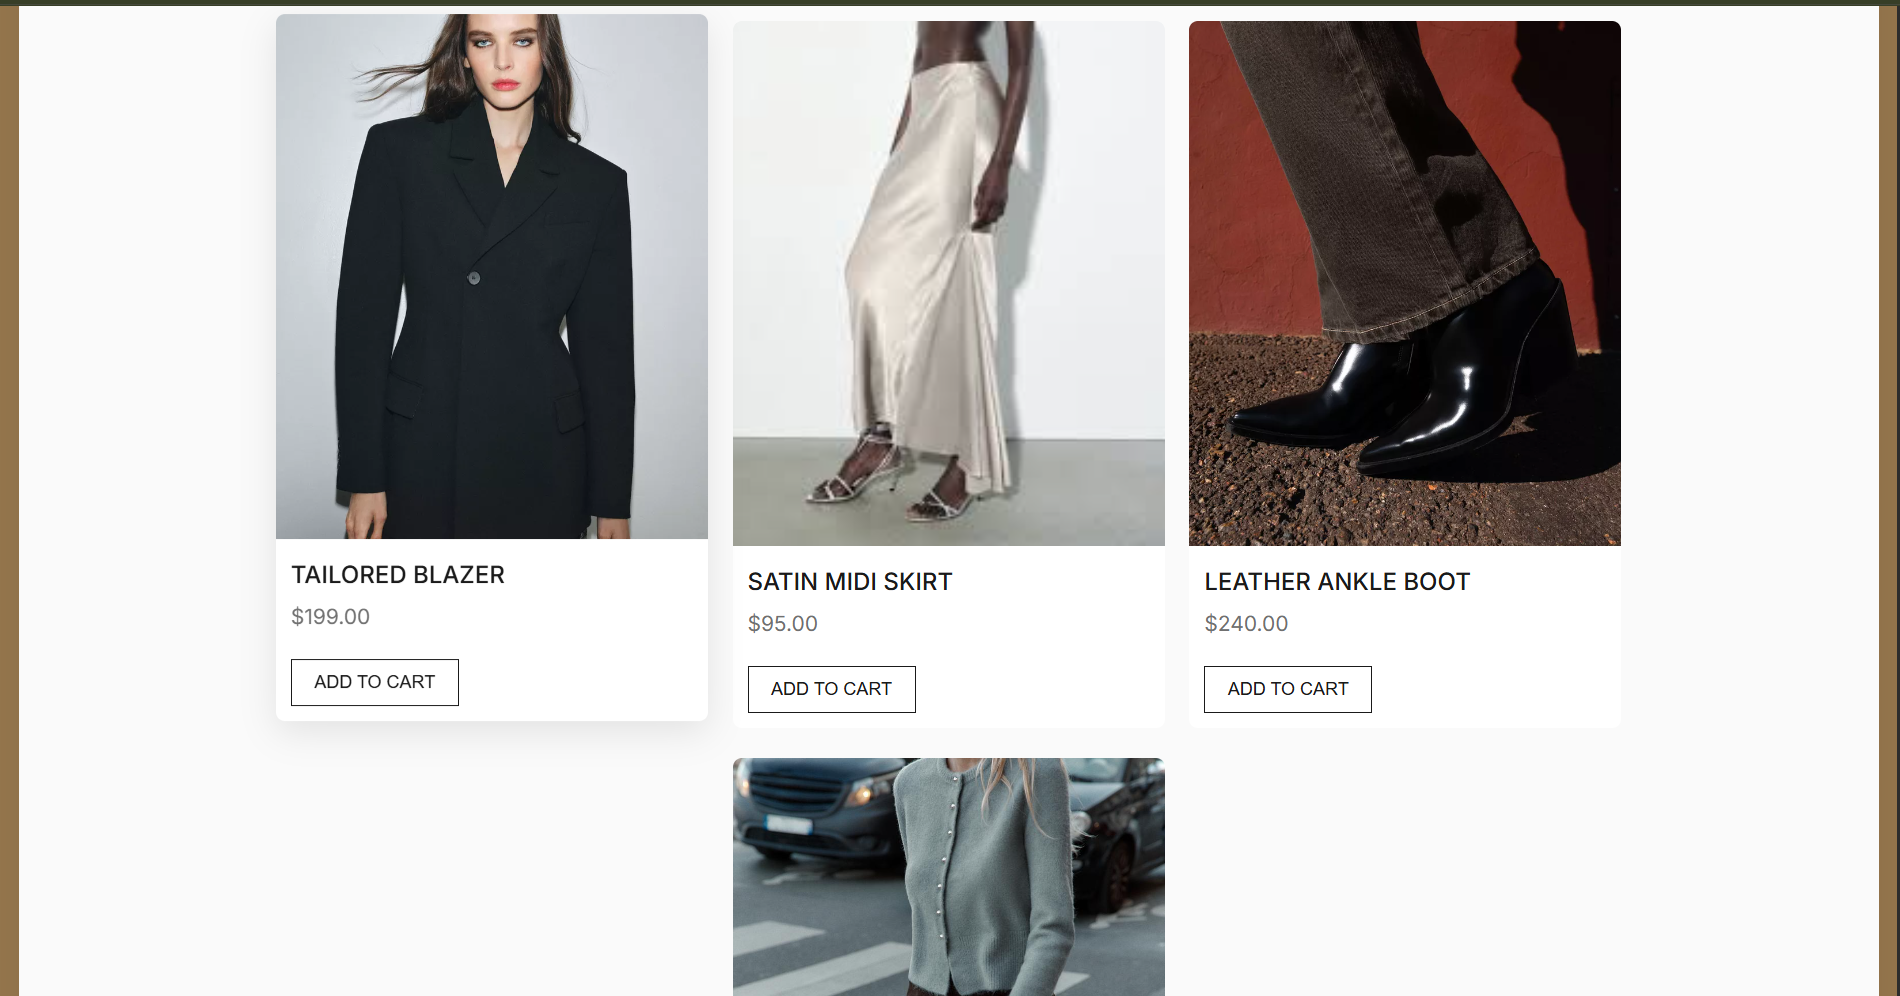 TAILORED BLAZER
$199.00
ADD TO CART
SATIN MIDI SKIRT
$95.00
ADD TO CART
LEATHER ANKLE BOOT
$240.00
ADD TO CART